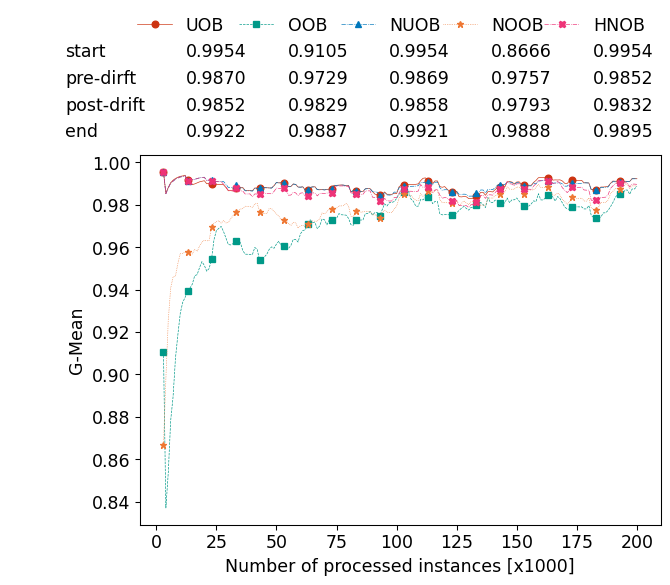 UOB OOB NUOB NOOB HNOB
start 0.9954 0.9105 0.9954 0.8666 0.9954
pre-dirft 0.9870 0.9729 0.9869 0.9757 0.9852
post-drift 0.9852 0.9829 0.9858 0.9793 0.9832
end 0.9922 0.9887 0.9921 0.9888 0.9895
1.00
0.98
0.96
0.94
0.92
0.90
0.88
0.86
0.84
G-Mean
0 25 50 75 100 125 150 175 200
Number of processed instances [x1000]